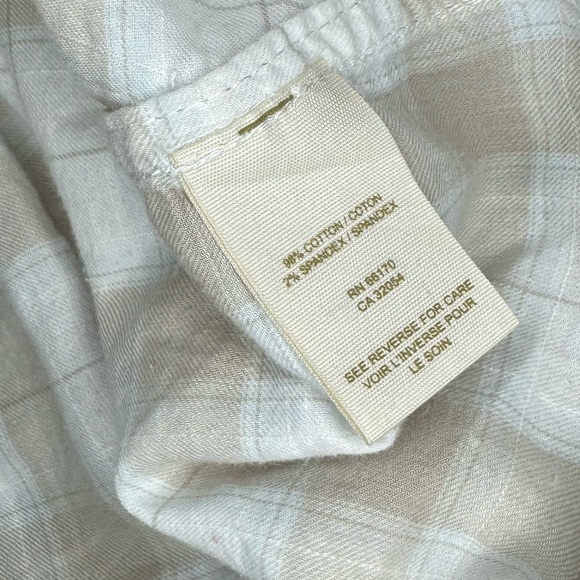 98% COTTON / COTON
2% SPANDEX / SPANDEX
RN 66170
CA 32054
SEE REVERSE FOR CARE
VOIR L'INVERSE POUR
LE SOIN